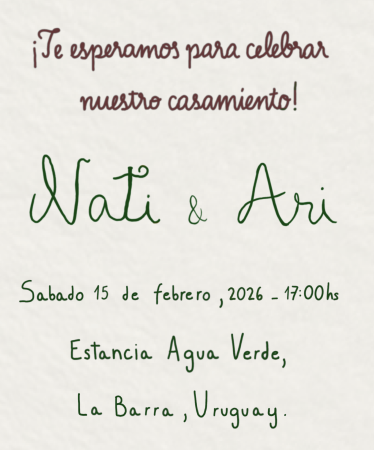 ¡Te esperamos para celebrar
nuestro casamiento!
Nati & Ari
Sabado 15 de febrero, 2026 - 17:00hs
Estancia Agua Verde,
La Barra, Uruguay.